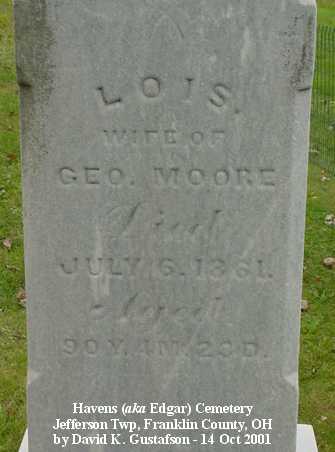 LOIS,
WIFE OF
GEO. MOORE
Died
JULY 6. 1861.
Aged
90 Y. 4 M. 23 D.
Havens (aka Edgar) Cemetery
Jefferson Twp, Franklin County, OH
by David K. Gustafson - 14 Oct 2001